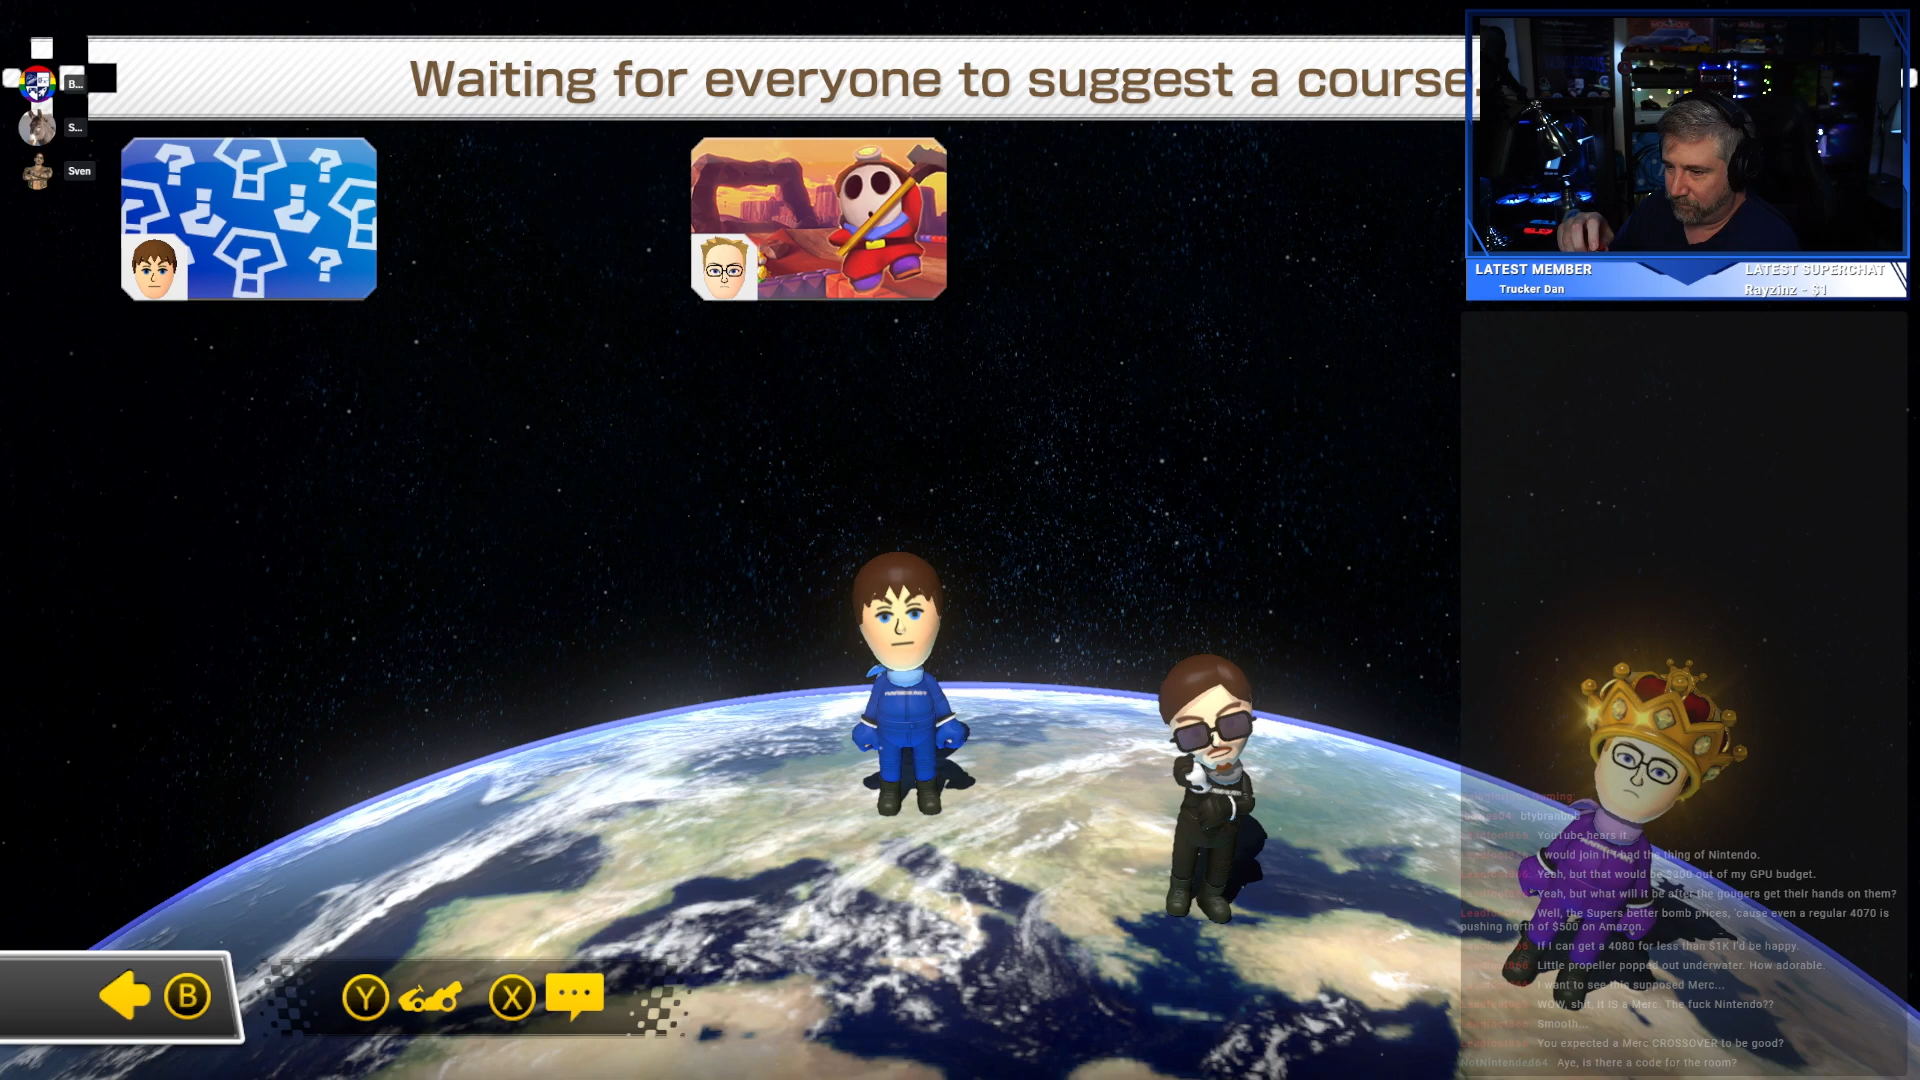 Waiting for everyone to suggest a course.
B...
S...
Sven
LATEST MEMBER
Trucker Dan
LATEST SUPERCHAT
Rayzinz - $1
btybranboi
YouTube hears it.
would join if I had the thing of Nintendo.
Yeah, but that would be $300 out of my GPU budget.
Yeah, but what will it be after the gougers get their hands on them?
Well, the Supers better bomb prices, 'cause even a regular 4070 is
pushing north of $500 on Amazon.
If I can get a 4080 for less than $1K I'd be happy.
Little propeller popped out underwater. How adorable.
I want to see this supposed Merc...
WOW, shit, it IS a Merc. The fuck Nintendo??
Smooth...
You expected a Merc CROSSOVER to be good?
NotNintended64 Aye, is there a code for the room?
B
Y
X